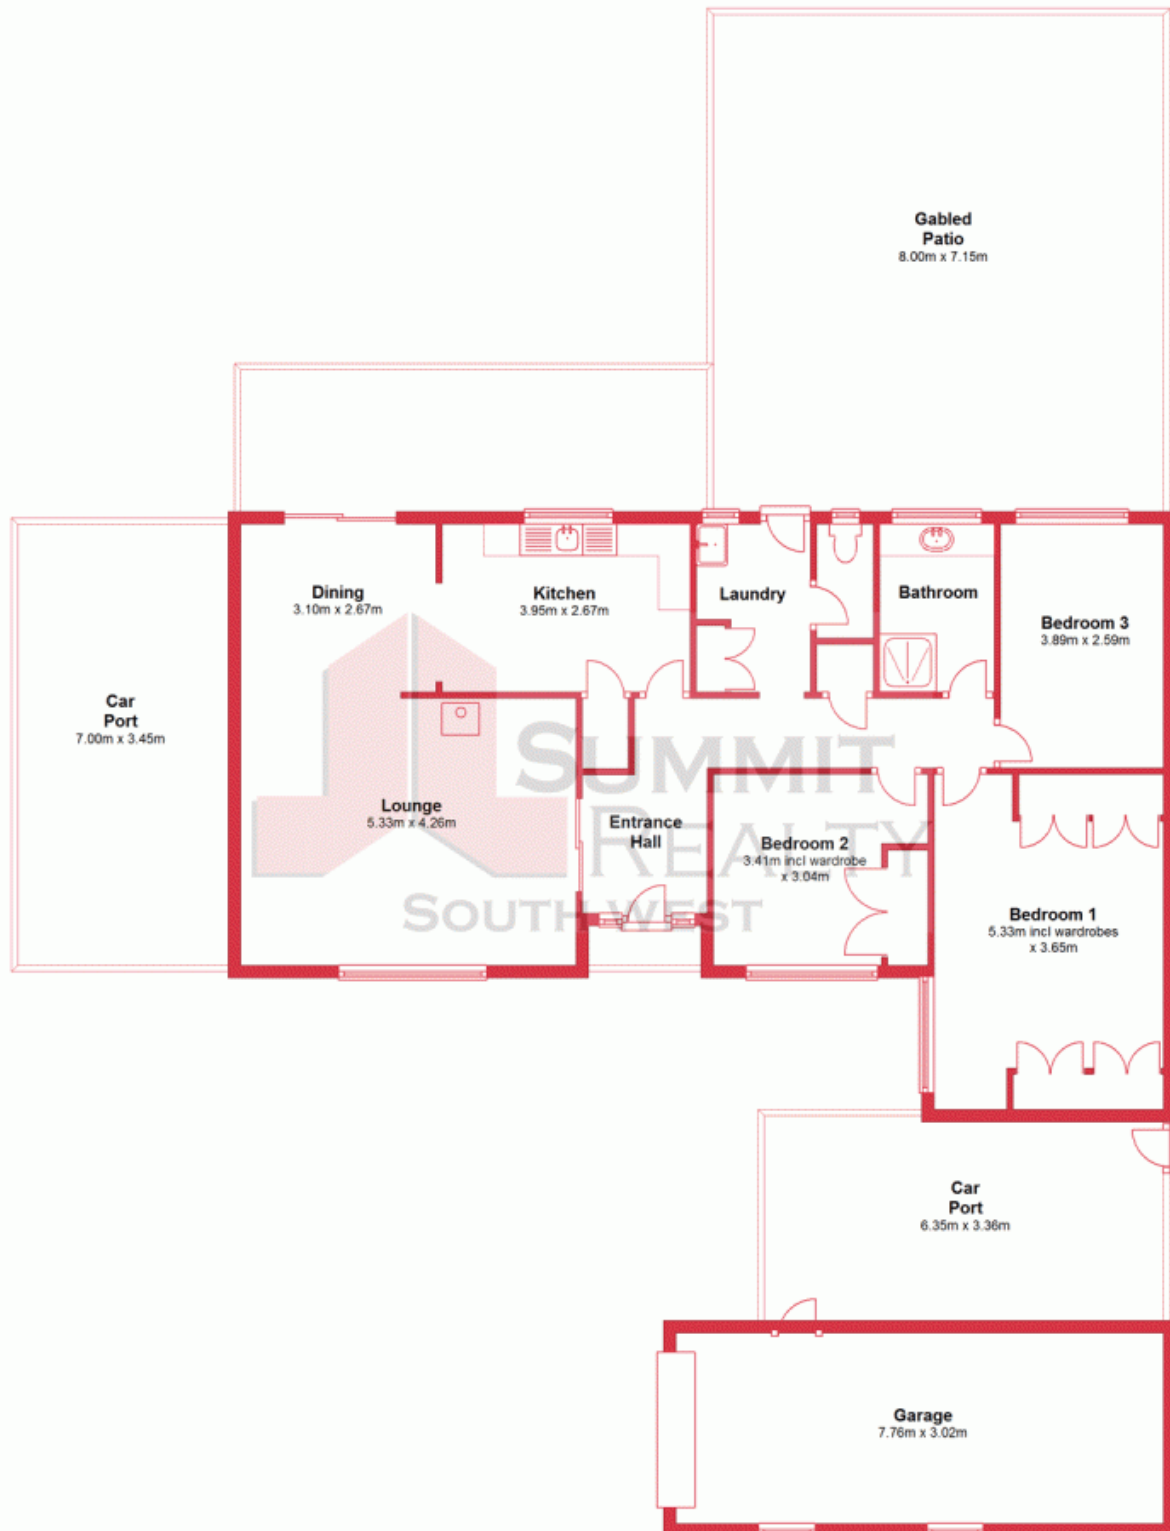 Gabled
Patio
8.00m x 7.15m
Dining
3.10m x 2.67m
Kitchen
3.95m x 2.67m
Laundry
Bathroom
Bedroom 3
3.89m x 2.59m
Car
Port
7.00m x 3.45m
SUMMIT
REALTY
SOUTH WEST
Lounge
5.33m x 4.26m
Entrance
Hall
Bedroom 2
3.41m incl wardrobe
x 3.04m
Bedroom 1
5.33m incl wardrobes
x 3.65m
Car
Port
6.35m x 3.36m
Garage
7.76m x 3.02m